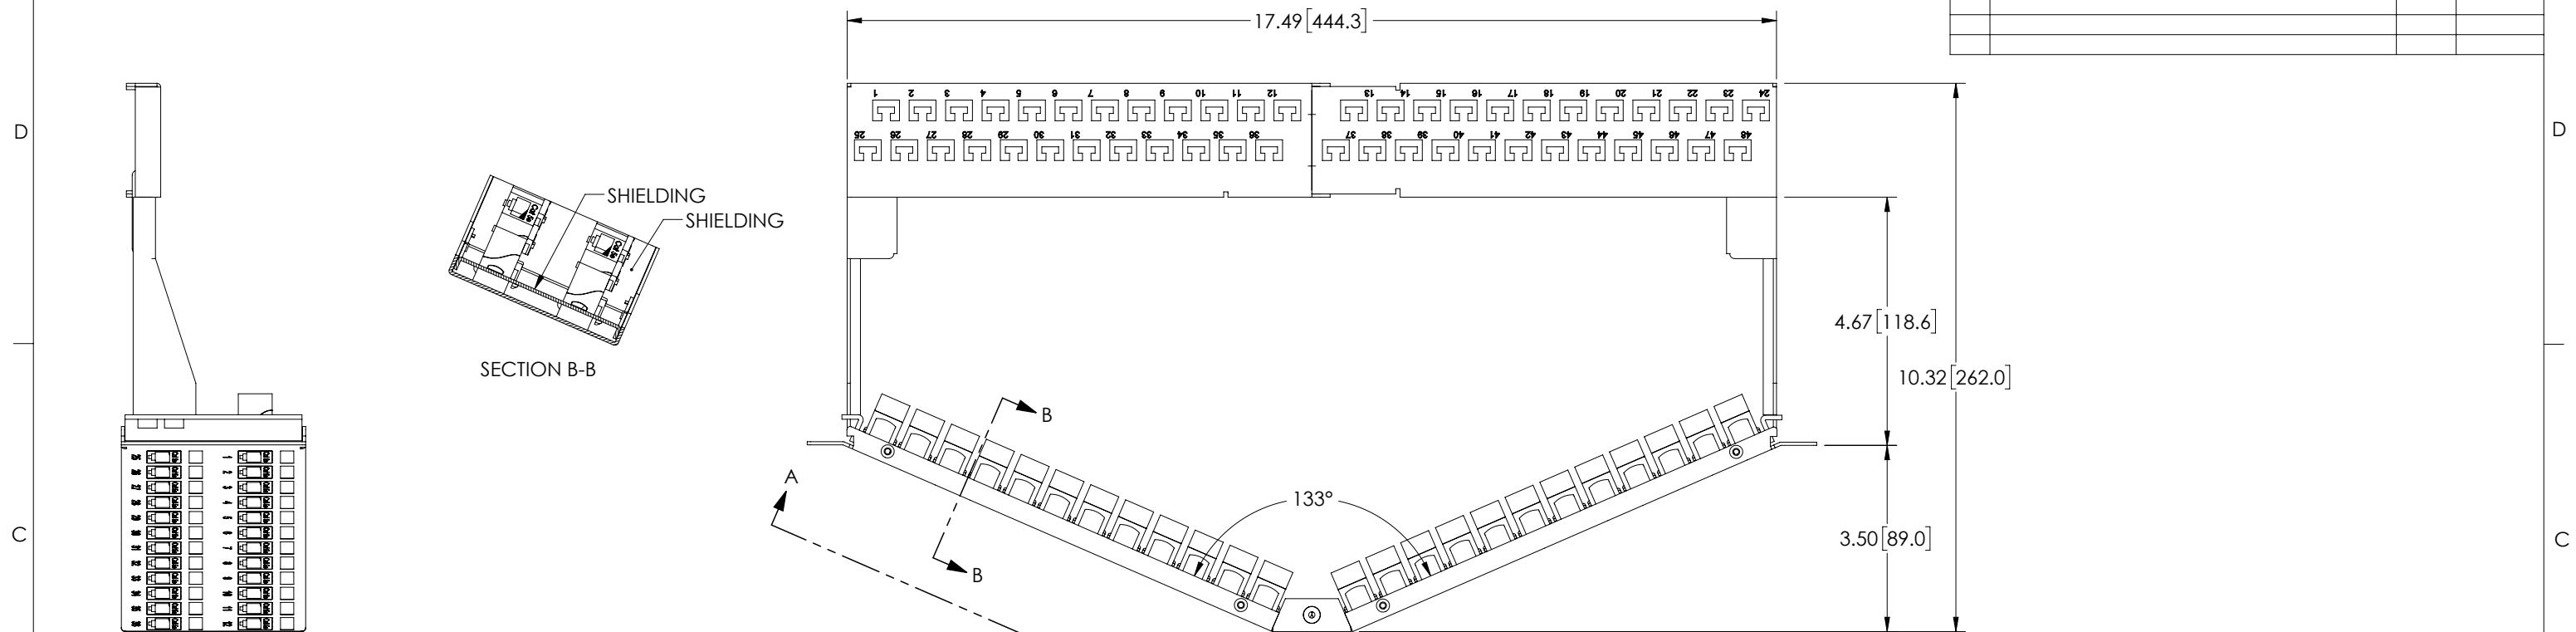 17.49[444.3]
1 2 3 4 5 6 7 8 9 10 11 12 13 14 15 16 17 18 19 20 21 22 23 24
25 26 27 28 29 30 31 32 33 34 35 36 37 38 39 40 41 42 43 44 45 46 47 48
D
D
SHIELDING
SHIELDING
4.67[118.6]
SECTION B-B
10.32[262.0]
B
A
133°
C
3.50[89.0]
C
B